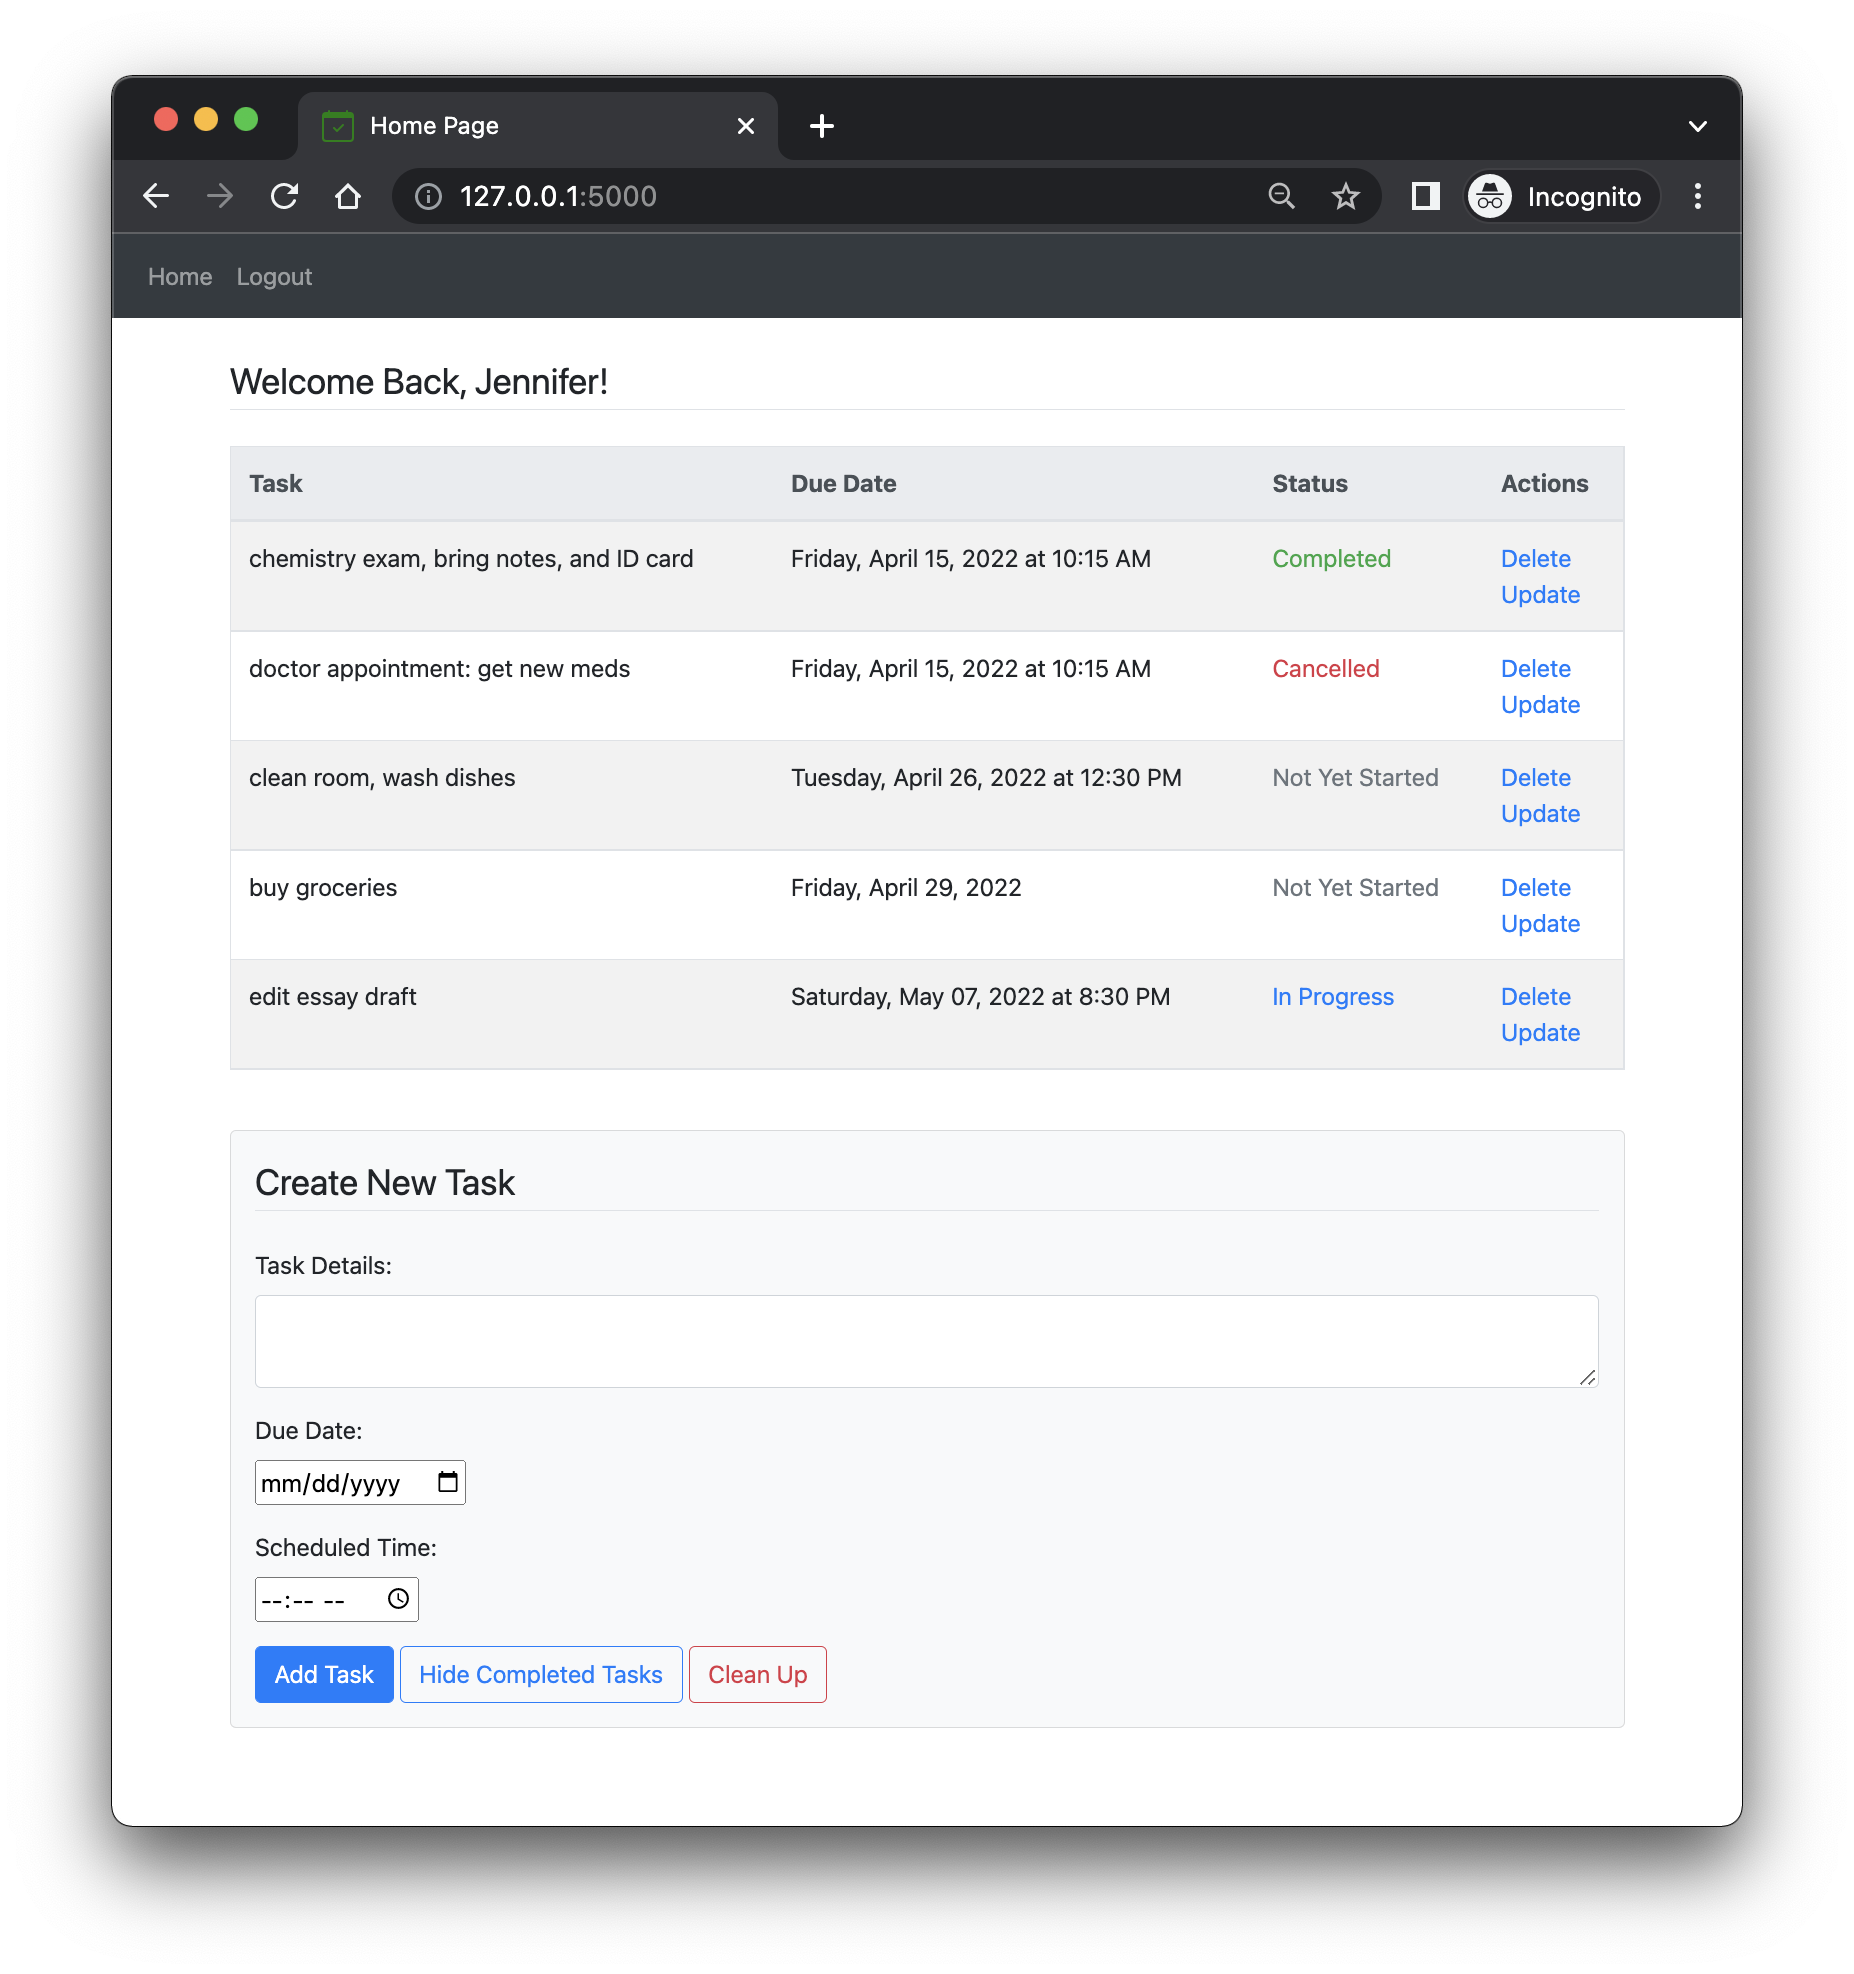 Home Page
127.0.0.1:5000
Incognito
Home Logout
Welcome Back, Jennifer!
Task Due Date Status Actions
chemistry exam, bring notes, and ID card Friday, April 15, 2022 at 10:15 AM Completed Delete
Update
doctor appointment: get new meds Friday, April 15, 2022 at 10:15 AM Cancelled Delete
Update
clean room, wash dishes Tuesday, April 26, 2022 at 12:30 PM Not Yet Started Delete
Update
buy groceries Friday, April 29, 2022 Not Yet Started Delete
Update
edit essay draft Saturday, May 07, 2022 at 8:30 PM In Progress Delete
Update
Create New Task
Task Details:
Due Date:
mm/dd/yyyy
Scheduled Time:
--:-- --
Add Task Hide Completed Tasks Clean Up